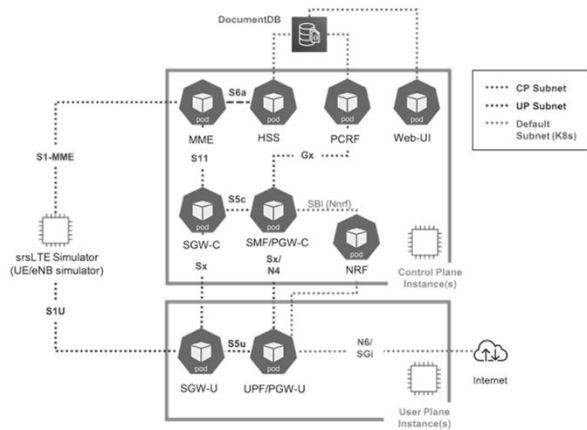 DocumentDB
CP Subnet
UP Subnet
Default
Subnet (K8s)
S6a
pod
pod
pod
pod
MME
HSS
PCRF
Web-UI
S1-MME
S11
Gx
S5c
SBI (Nnrf)
pod
pod
pod
SGW-C
SMF/PGW-C
NRF
srsLTE Simulator
(UE/eNB simulator)
Sx
Sx/
N4
Control Plane
Instance(s)
S1U
S5u
N6/
SGi
pod
pod
SGW-U
UPF/PGW-U
Internet
User Plane
Instance(s)